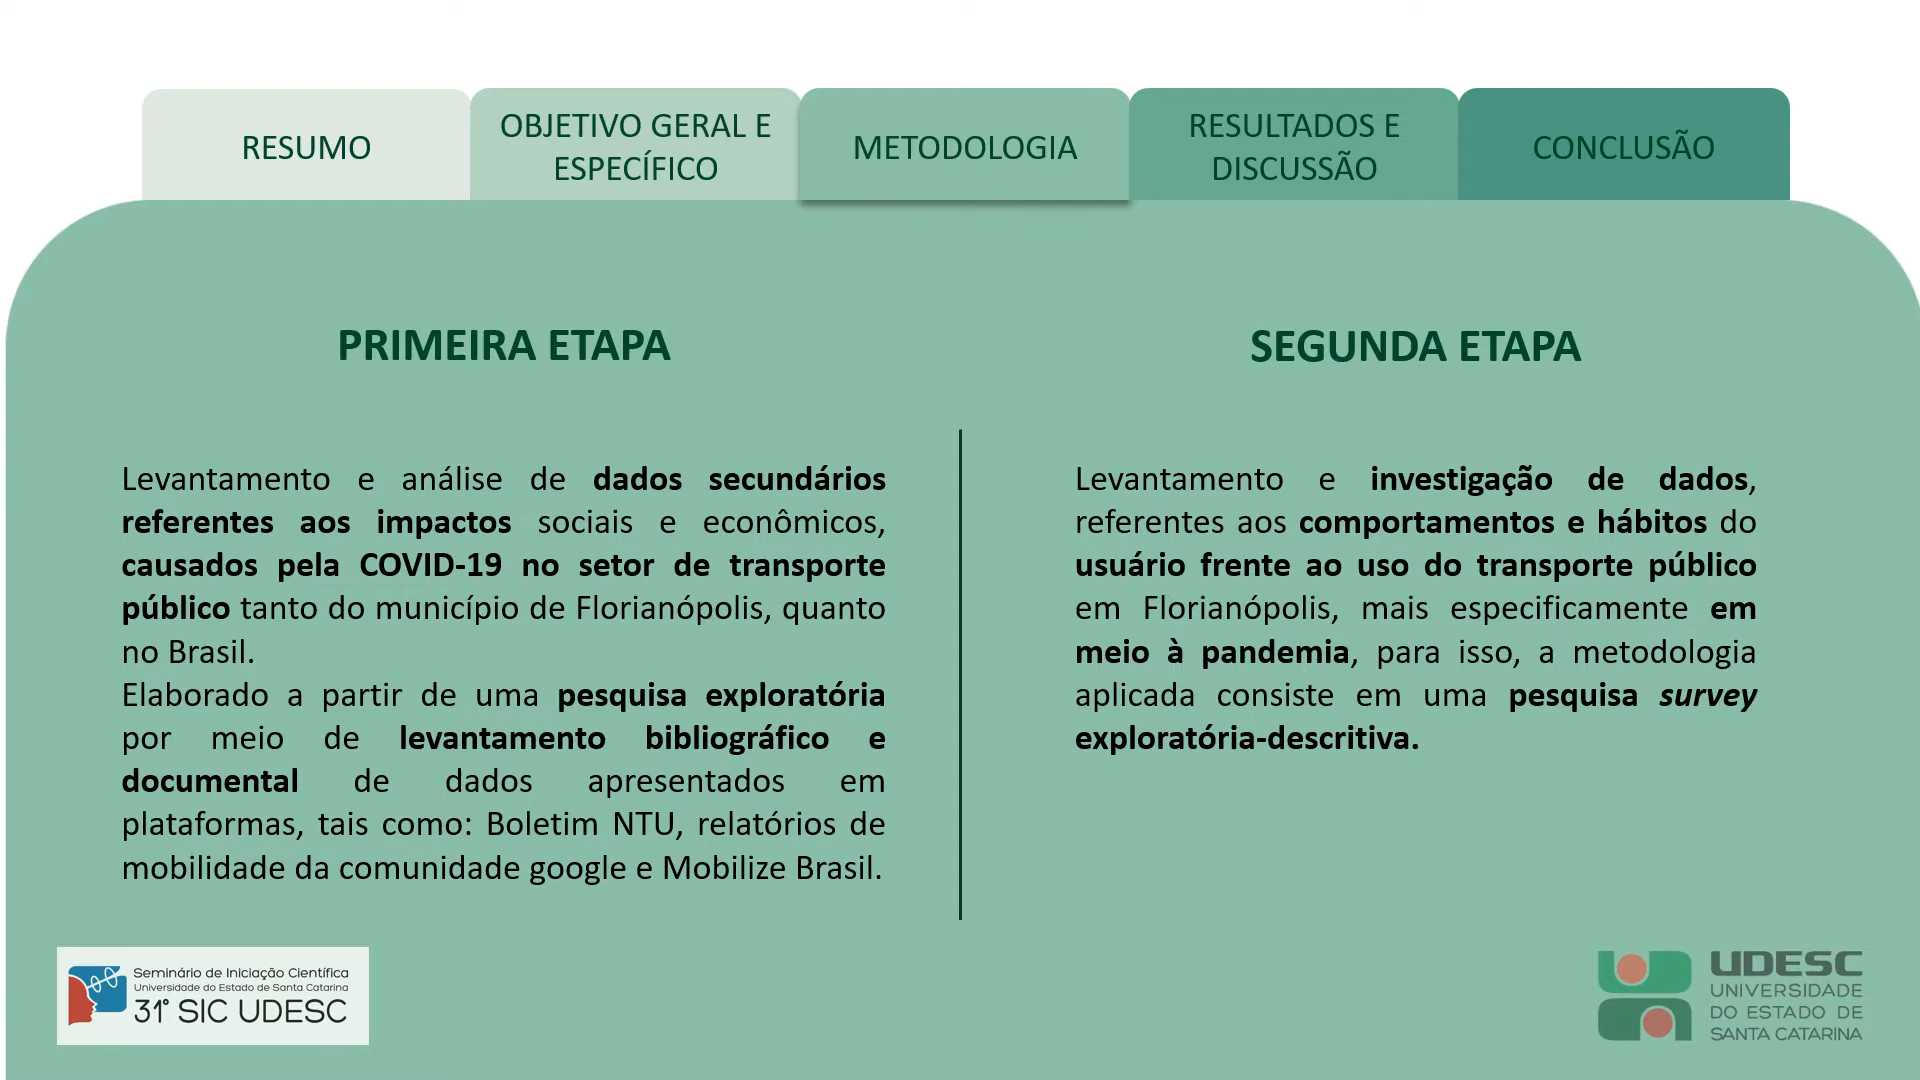 RESUMO
OBJETIVO GERAL E
ESPECÍFICO
METODOLOGIA
RESULTADOS E
DISCUSSÃO
CONCLUSÃO
PRIMEIRA ETAPA
Levantamento e análise de dados secundários
referentes aos impactos sociais e econômicos,
causados pela COVID-19 no setor de transporte
público tanto do município de Florianópolis, quanto
no Brasil.
Elaborado a partir de uma pesquisa exploratória
por meio de levantamento bibliográfico e
documental de dados apresentados em
plataformas, tais como: Boletim NTU, relatórios de
mobilidade da comunidade google e Mobilize Brasil.
SEGUNDA ETAPA
Levantamento e investigação de dados,
referentes aos comportamentos e hábitos do
usuário frente ao uso do transporte público
em Florianópolis, mais especificamente em
meio à pandemia, para isso, a metodologia
aplicada consiste em uma pesquisa survey
exploratória-descritiva.
Seminário de Iniciação Científica
Universidade do Estado de Santa Catarina
31º SIC UDESC
UDESC
UNIVERSIDADE
DO ESTADO DE
SANTA CATARINA